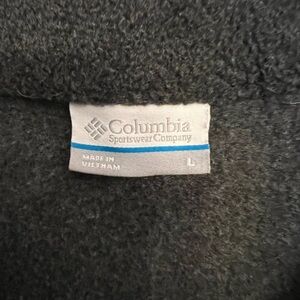 Columbia
Sportswear Company
MADE IN
VIETNAM
L